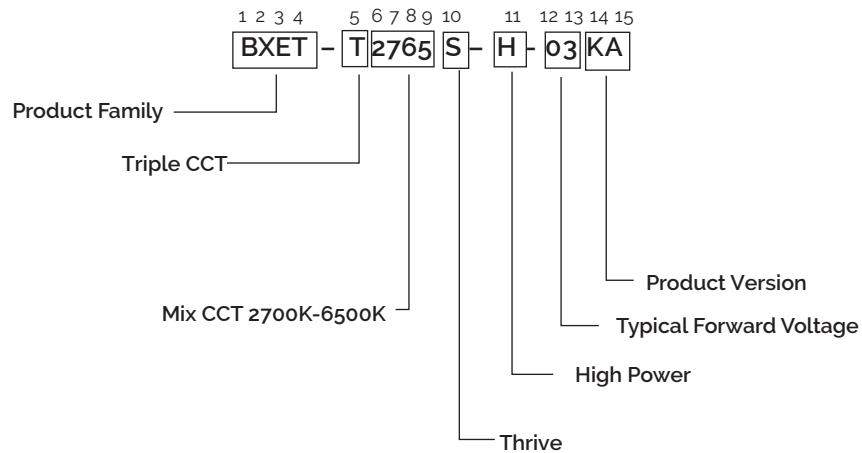 1 2 3 4 5 6 7 8 9 10 11 12 13 14 15
BXET - T 2765 S - H - 03 KA
Product Family
Triple CCT
Product Version
Mix CCT 2700K-6500K
Typical Forward Voltage
High Power
Thrive